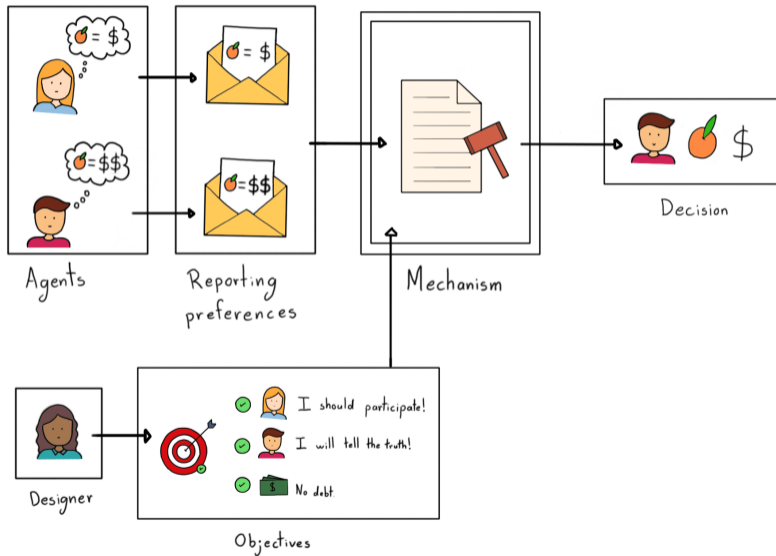 = $
= $$
= $
= $$
Agents
Reporting
preferences
Mechanism
$
Decision
Designer
I should participate!
I will tell the truth!
$
No debt.
Objectives